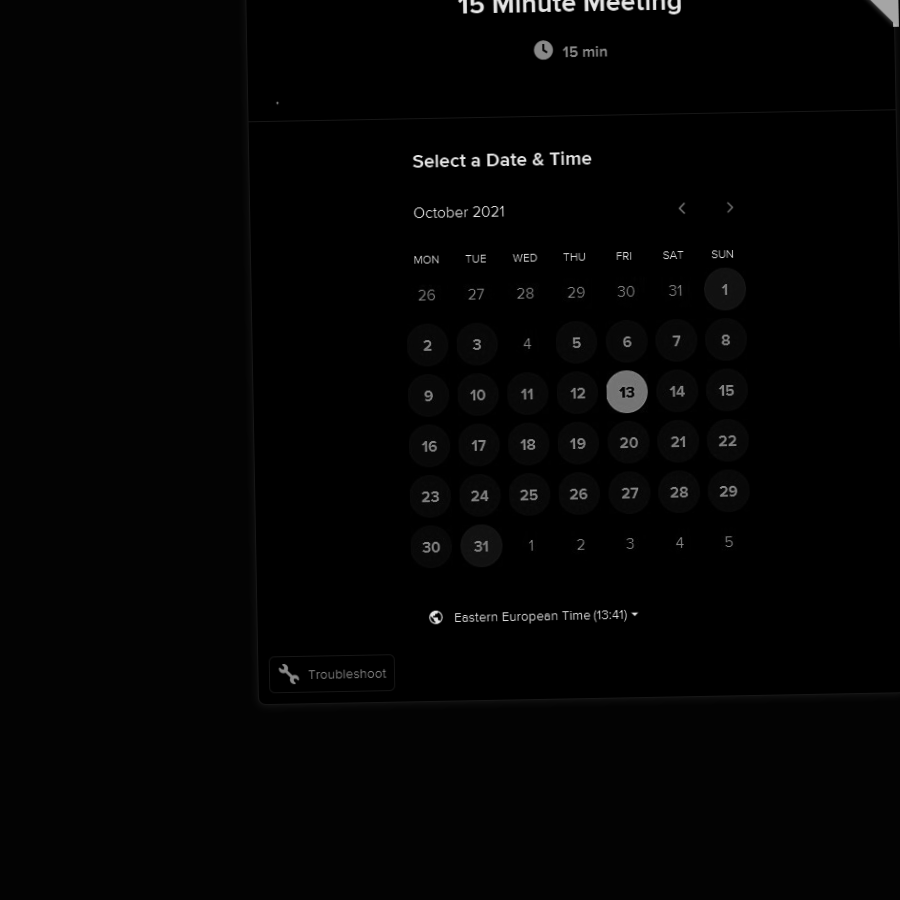 15 Minute Meeting
15 min
.
Select a Date & Time
October 2021
MON TUE WED THU FRI SAT SUN
26 27 28 29 30 31 1
2 3 4 5 6 7 8
9 10 11 12 13 14 15
16 17 18 19 20 21 22
23 24 25 26 27 28 29
30 31 1 2 3 4 5
Eastern European Time (13:41)
Troubleshoot